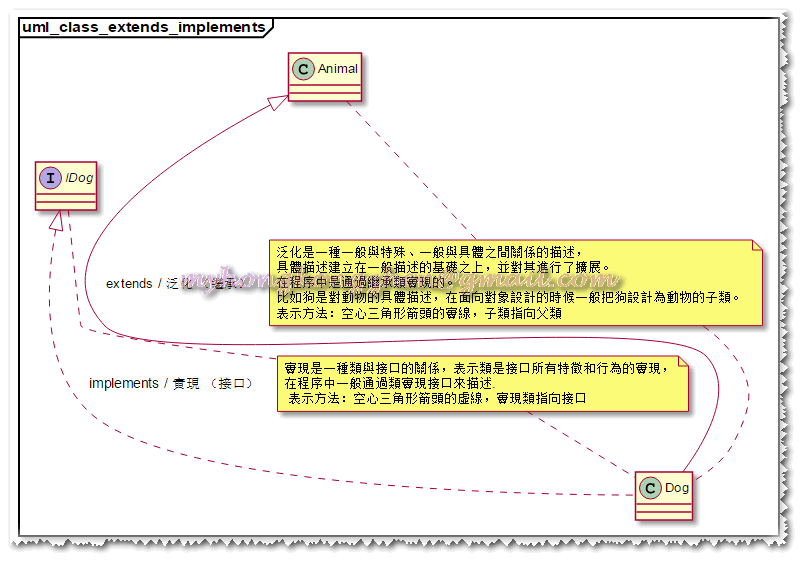 uml_class_extends_implements
C Animal
I IDog
泛化是一種一般與特殊、一般與具體之間關係的描述，
具體描述建立在一般描述的基礎之上，並對其進行了擴展。
在程序中是通過繼承類實現的。
比如狗是對動物的具體描述，在面向對象設計的時候一般把狗設計為動物的子類。
表示方法: 空心三角形箭頭的實線，子類指向父類
extends / 泛化 （繼承）
實現是一種類與接口的關係，表示類是接口所有特徵和行為的實現，
在程序中一般通過類實現接口來描述.
表示方法: 空心三角形箭頭的虛線，實現類指向接口
implements / 實現 （接口）
C Dog